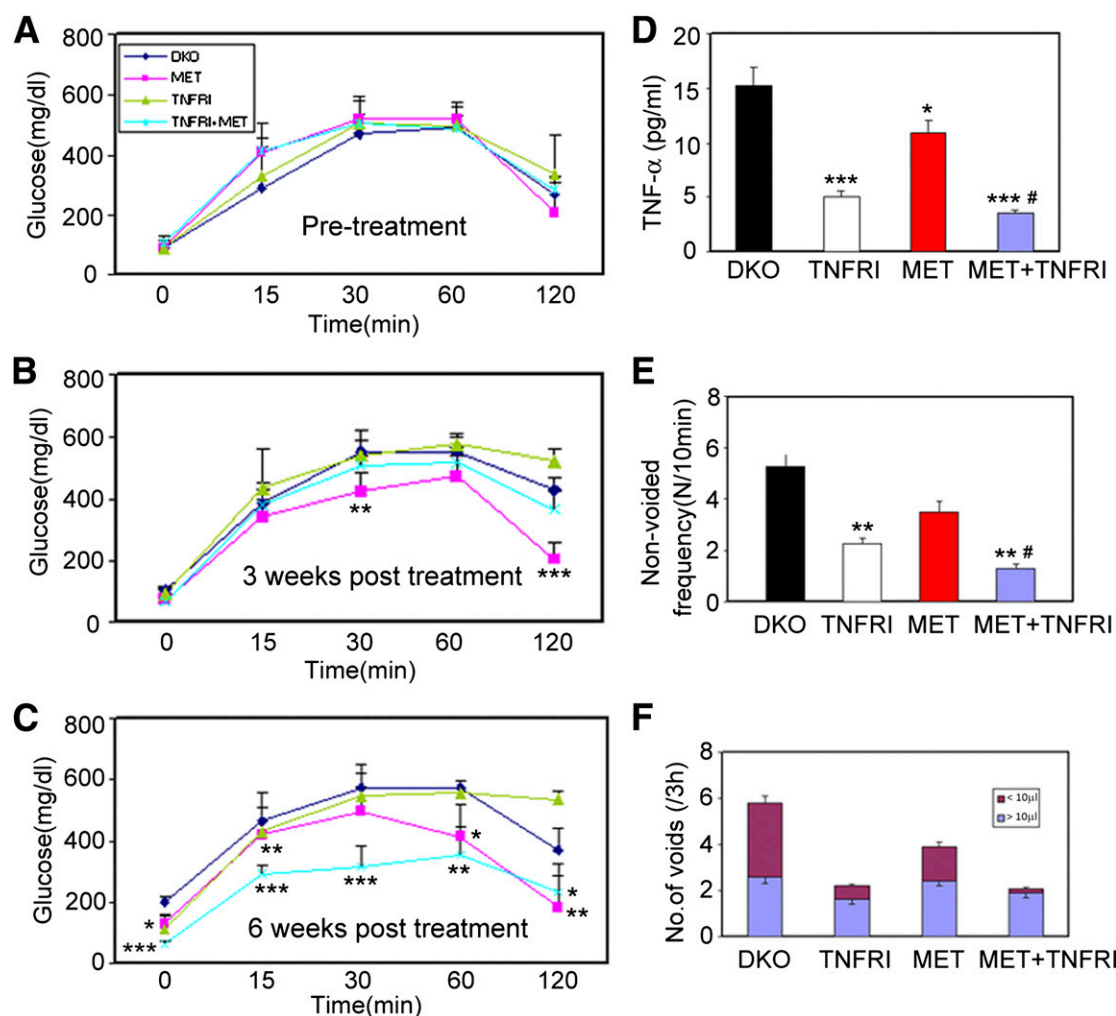 A
800
600
400
200
0
Glucose(mg/dl)
DKO
MET
TNFRI
TNFRI+MET
Pre-treatment
0 15 30 60 120
Time(min)
B
800
600
400
200
0
Glucose(mg/dl)
**
***
3 weeks post treatment
0 15 30 60 120
Time(min)
C
800
600
400
200
0
Glucose(mg/dl)
*
***
**
***
***
*
**
*
**
6 weeks post treatment
0 15 30 60 120
Time(min)
D
20
15
10
5
0
TNF-α (pg/ml)
***
*
*** #
DKO TNFRI MET MET+TNFRI
E
8
6
4
2
0
Non-voided
frequency(N/10min)
**
** #
DKO TNFRI MET MET+TNFRI
F
8
6
4
2
0
No.of voids (/3h)
< 10µl
> 10µl
DKO TNFRI MET MET+TNFRI